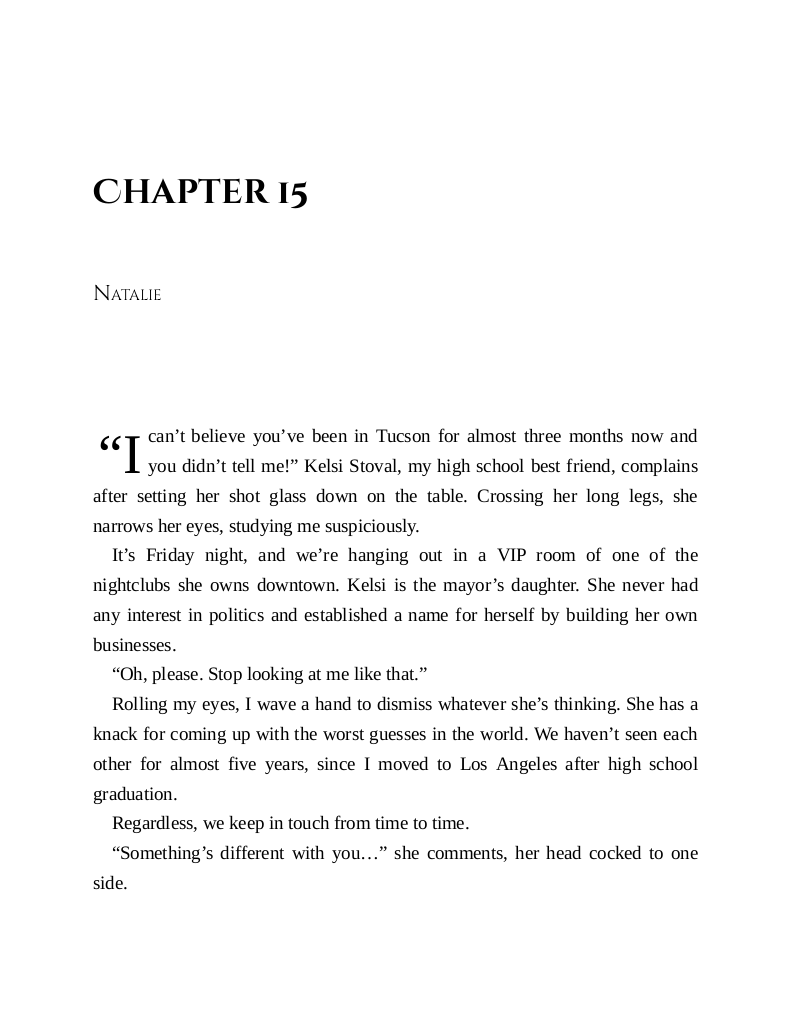 CHAPTER 15
NATALIE
“I can’t believe you’ve been in Tucson for almost three months now and
you didn’t tell me!” Kelsi Stoval, my high school best friend, complains
after setting her shot glass down on the table. Crossing her long legs, she
narrows her eyes, studying me suspiciously.
It’s Friday night, and we’re hanging out in a VIP room of one of the
nightclubs she owns downtown. Kelsi is the mayor’s daughter. She never had
any interest in politics and established a name for herself by building her own
businesses.
“Oh, please. Stop looking at me like that.”
Rolling my eyes, I wave a hand to dismiss whatever she’s thinking. She has a
knack for coming up with the worst guesses in the world. We haven’t seen each
other for almost five years, since I moved to Los Angeles after high school
graduation.
Regardless, we keep in touch from time to time.
“Something’s different with you…” she comments, her head cocked to one
side.